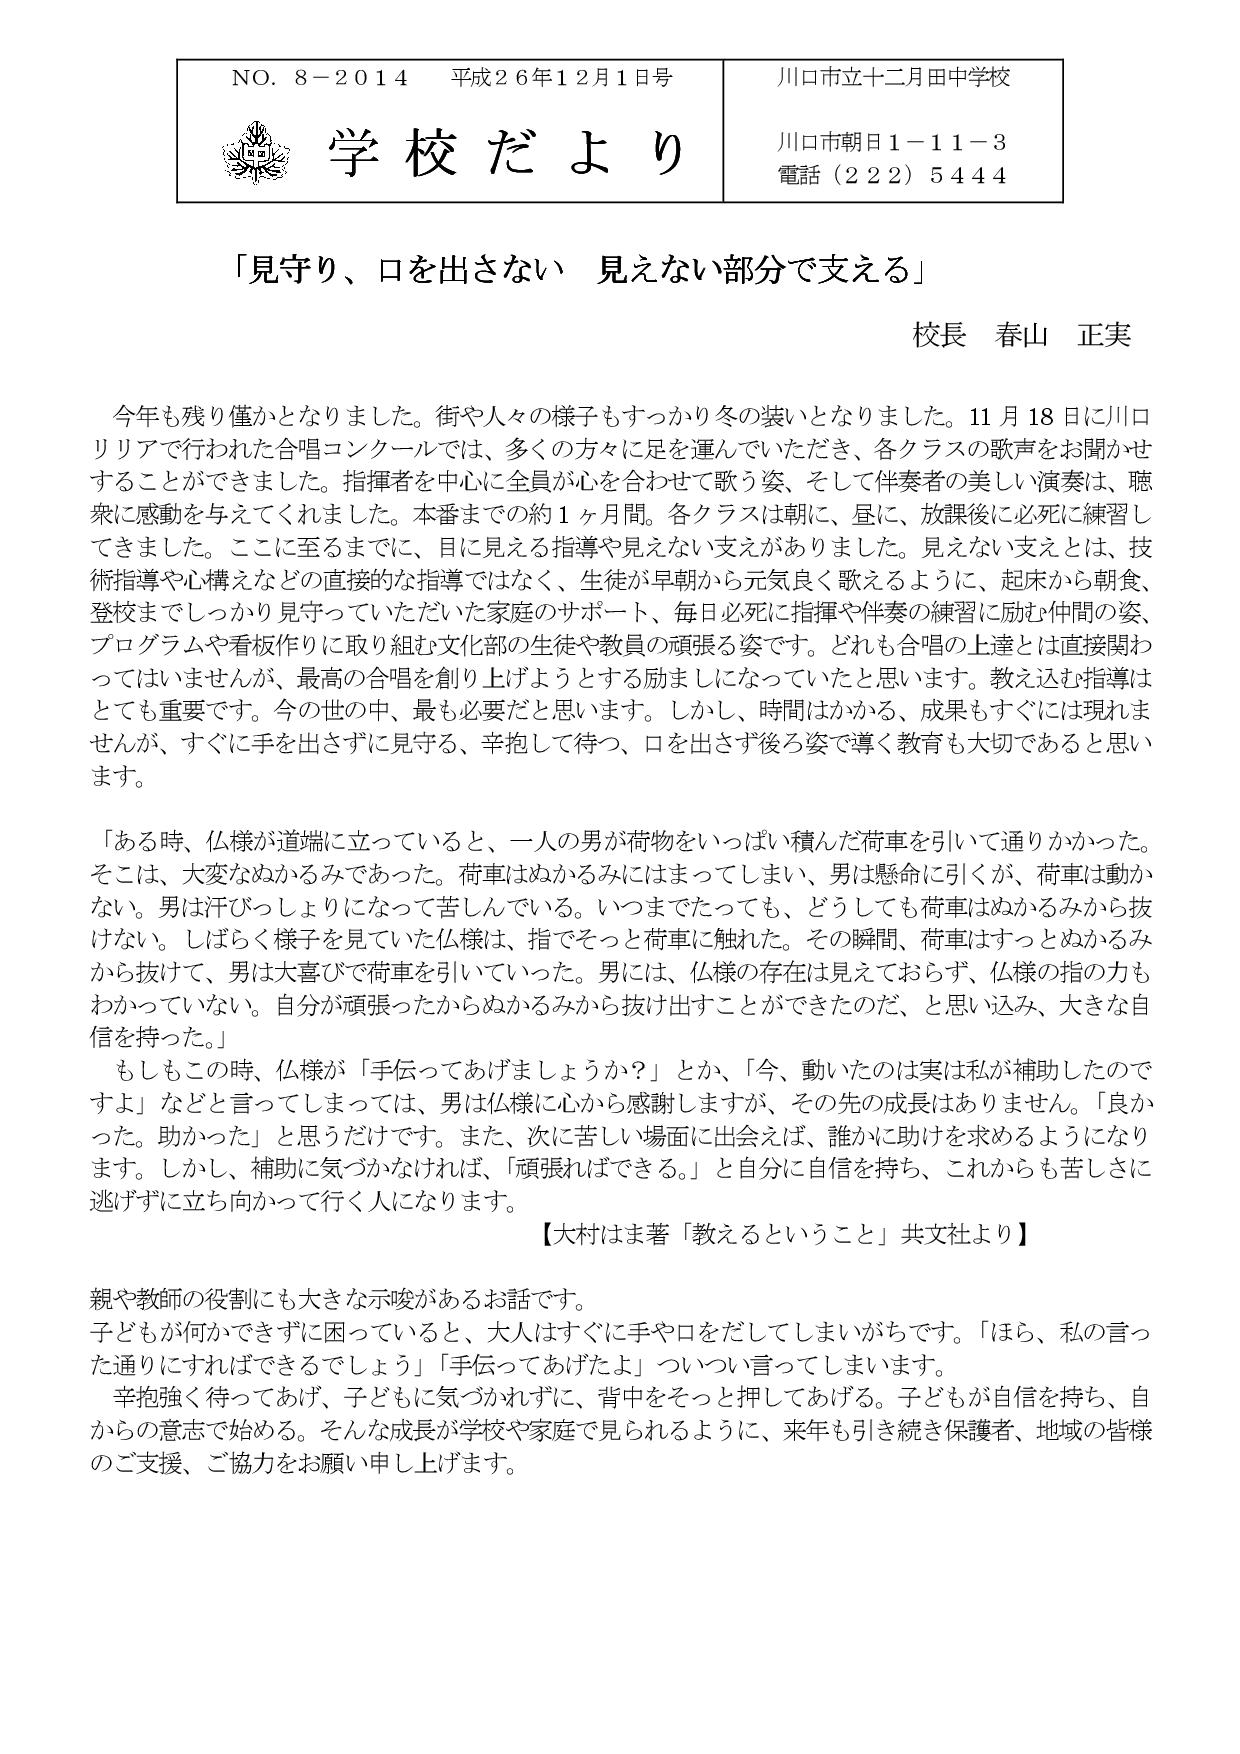 NO．８－２０１４　　平成２６年１２月１日号
学校だより
川口市立十二月田中学校
川口市朝日１－１１－３
電話（２２２）５４４４
「見守り、口を出さない　見えない部分で支える」
校長　春山　正実
　今年も残り僅かとなりました。街や人々の様子もすっかり冬の装いとなりました。11 月 18 日に川口
リリアで行われた合唱コンクールでは、多くの方々に足を運んでいただき、各クラスの歌声をお聞かせ
することができました。指揮者を中心に全員が心を合わせて歌う姿、そして伴奏者の美しい演奏は、聴
衆に感動を与えてくれました。本番までの約 1 ヶ月間。各クラスは朝に、昼に、放課後に必死に練習し
てきました。ここに至るまでに、目に見える指導や見えない支えがありました。見えない支えとは、技
術指導や心構えなどの直接的な指導ではなく、生徒が早朝から元気良く歌えるように、起床から朝食、
登校までしっかり見守っていただいた家庭のサポート、毎日必死に指揮や伴奏の練習に励む仲間の姿、
プログラムや看板作りに取り組む文化部の生徒や教員の頑張る姿です。どれも合唱の上達とは直接関わ
ってはいませんが、最高の合唱を創り上げようとする励ましになっていたと思います。教え込む指導は
とても重要です。今の世の中、最も必要だと思います。しかし、時間はかかる、成果もすぐには現れま
せんが、すぐに手を出さずに見守る、辛抱して待つ、口を出さず後ろ姿で導く教育も大切であると思い
ます。
「ある時、仏様が道端に立っていると、一人の男が荷物をいっぱい積んだ荷車を引いて通りかかった。
そこは、大変なぬかるみであった。荷車はぬかるみにはまってしまい、男は懸命に引くが、荷車は動か
ない。男は汗びっしょりになって苦しんでいる。いつまでたっても、どうしても荷車はぬかるみから抜
けない。しばらく様子を見ていた仏様は、指でそっと荷車に触れた。その瞬間、荷車はすっとぬかるみ
から抜けて、男は大喜びで荷車を引いていった。男には、仏様の存在は見えておらず、仏様の指の力も
わかっていない。自分が頑張ったからぬかるみから抜け出すことができたのだ、と思い込み、大きな自
信を持った。」
　もしもこの時、仏様が「手伝ってあげましょうか？」とか、「今、動いたのは実は私が補助したので
すよ」などと言ってしまっては、男は仏様に心から感謝しますが、その先の成長はありません。「良か
った。助かった」と思うだけです。また、次に苦しい場面に出会えば、誰かに助けを求めるようになり
ます。しかし、補助に気づかなければ、「頑張ればできる。」と自分に自信を持ち、これからも苦しさに
逃げずに立ち向かって行く人になります。
【大村はま著「教えるということ」共文社より】
親や教師の役割にも大きな示唆があるお話です。
子どもが何かできずに困っていると、大人はすぐに手や口をだしてしまいがちです。「ほら、私の言っ
た通りにすればできるでしょう」「手伝ってあげたよ」ついつい言ってしまいます。
　辛抱強く待ってあげ、子どもに気づかれずに、背中をそっと押してあげる。子どもが自信を持ち、自
からの意志で始める。そんな成長が学校や家庭で見られるように、来年も引き続き保護者、地域の皆様
のご支援、ご協力をお願い申し上げます。